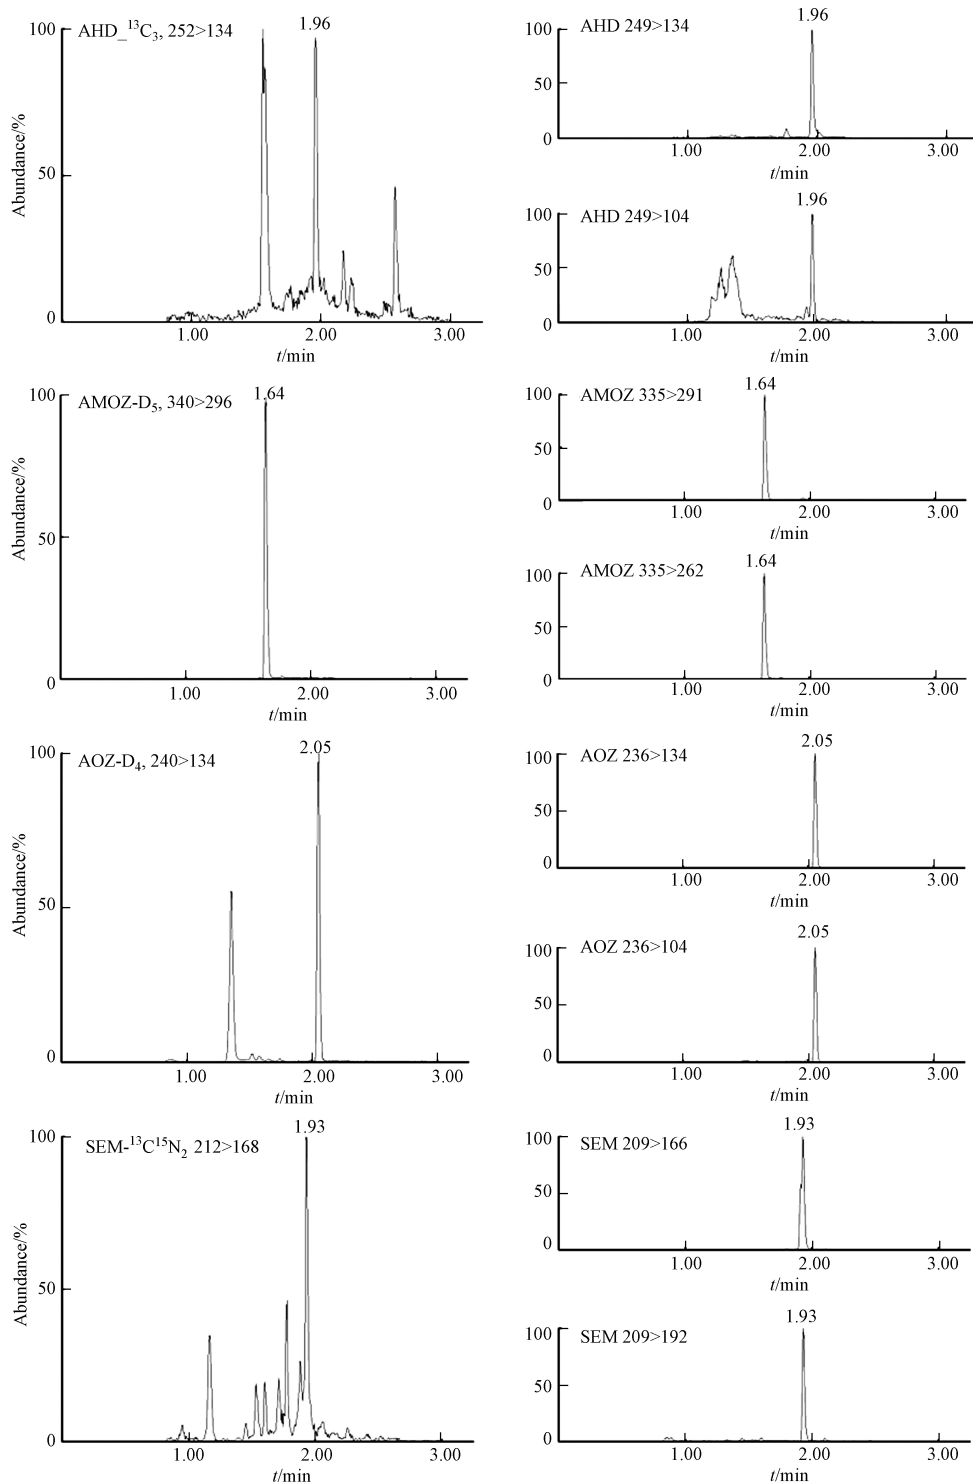 AHD_¹³C₃, 252>134
1.96
100
50
0
Abundance/%
1.00 2.00 3.00
t/min
AHD 249>134
1.96
100
50
0
1.00 2.00 3.00
t/min
AHD 249>104
1.96
100
50
0
1.00 2.00 3.00
t/min
AMOZ-D₅, 340>296
1.64
100
50
0
Abundance/%
1.00 2.00 3.00
t/min
AMOZ 335>291
1.64
100
50
0
1.00 2.00 3.00
t/min
AMOZ 335>262
1.64
100
50
0
1.00 2.00 3.00
t/min
AOZ-D₄, 240>134
2.05
100
50
0
Abundance/%
1.00 2.00 3.00
t/min
AOZ 236>134
2.05
100
50
0
1.00 2.00 3.00
t/min
AOZ 236>104
2.05
100
50
0
1.00 2.00 3.00
t/min
SEM-¹³C¹⁵N₂ 212>168
1.93
100
50
0
Abundance/%
1.00 2.00 3.00
t/min
SEM 209>166
1.93
100
50
0
1.00 2.00 3.00
t/min
SEM 209>192
1.93
100
50
0
1.00 2.00 3.00
t/min